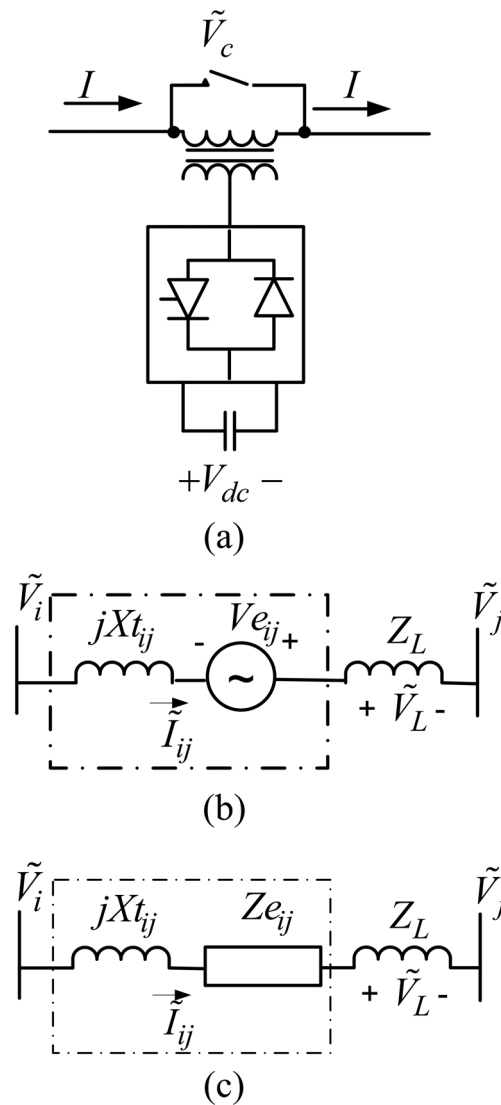 Ṽc
I I
+Vdc −
(a)
Ṽi Ṽj
jXtij - Veij + ZL
~
Ĩij + ṼL -
(b)
Ṽi Ṽj
jXtij Zeij ZL
Ĩij + ṼL -
(c)